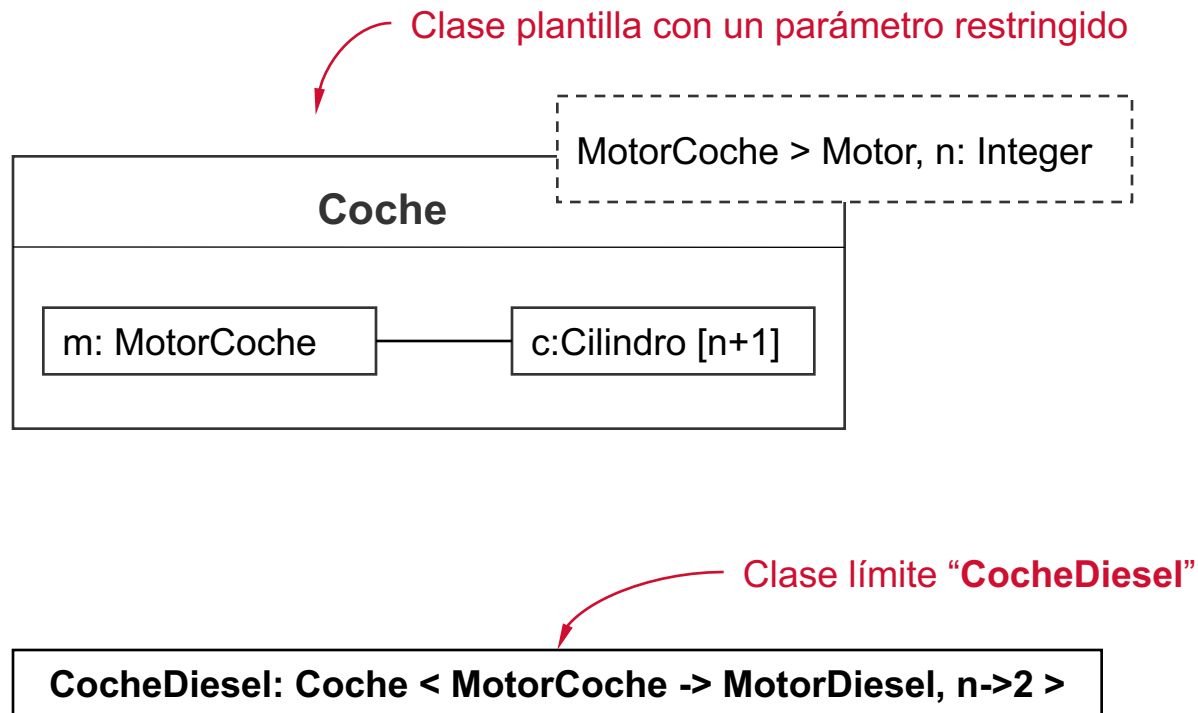 Clase plantilla con un parámetro restringido
MotorCoche > Motor, n: Integer
Coche
m: MotorCoche
c:Cilindro [n+1]
Clase límite “CocheDiesel”
CocheDiesel: Coche < MotorCoche -> MotorDiesel, n->2 >